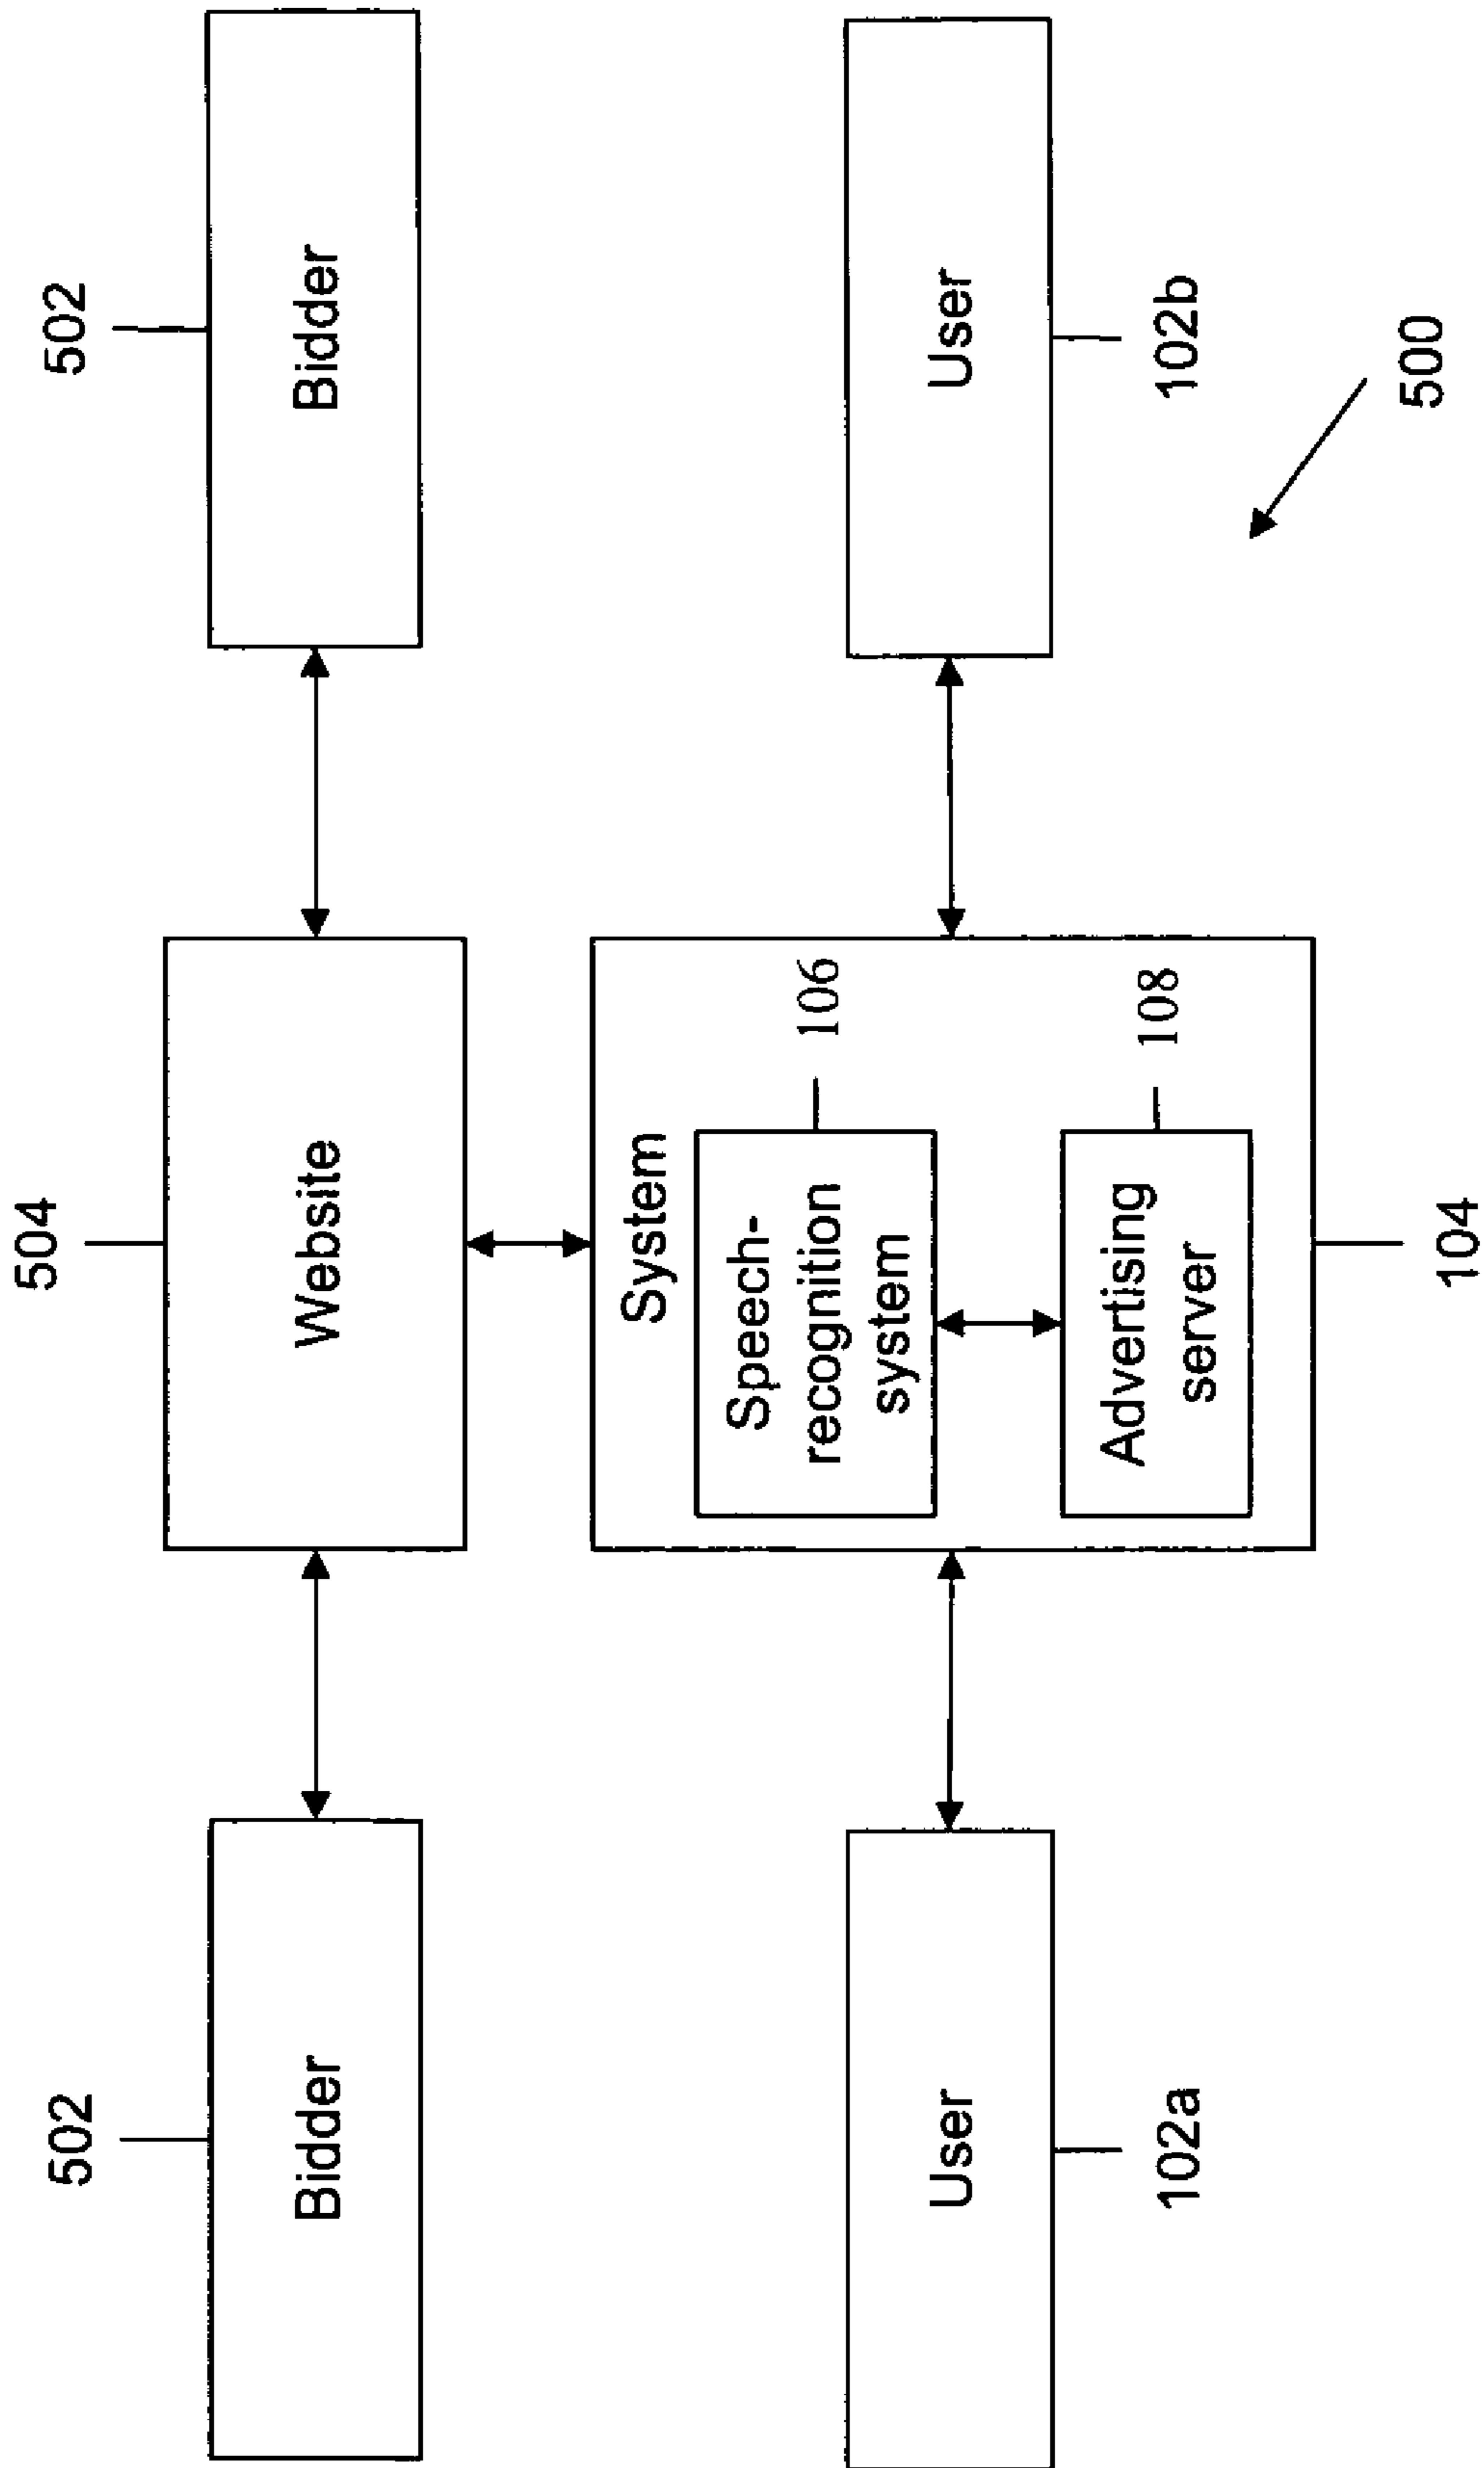 502
504
502
Bidder
Website
Bidder
System
Speech-
recognition
system
106
Advertising
server
108
User
User
102a
104
102b
500